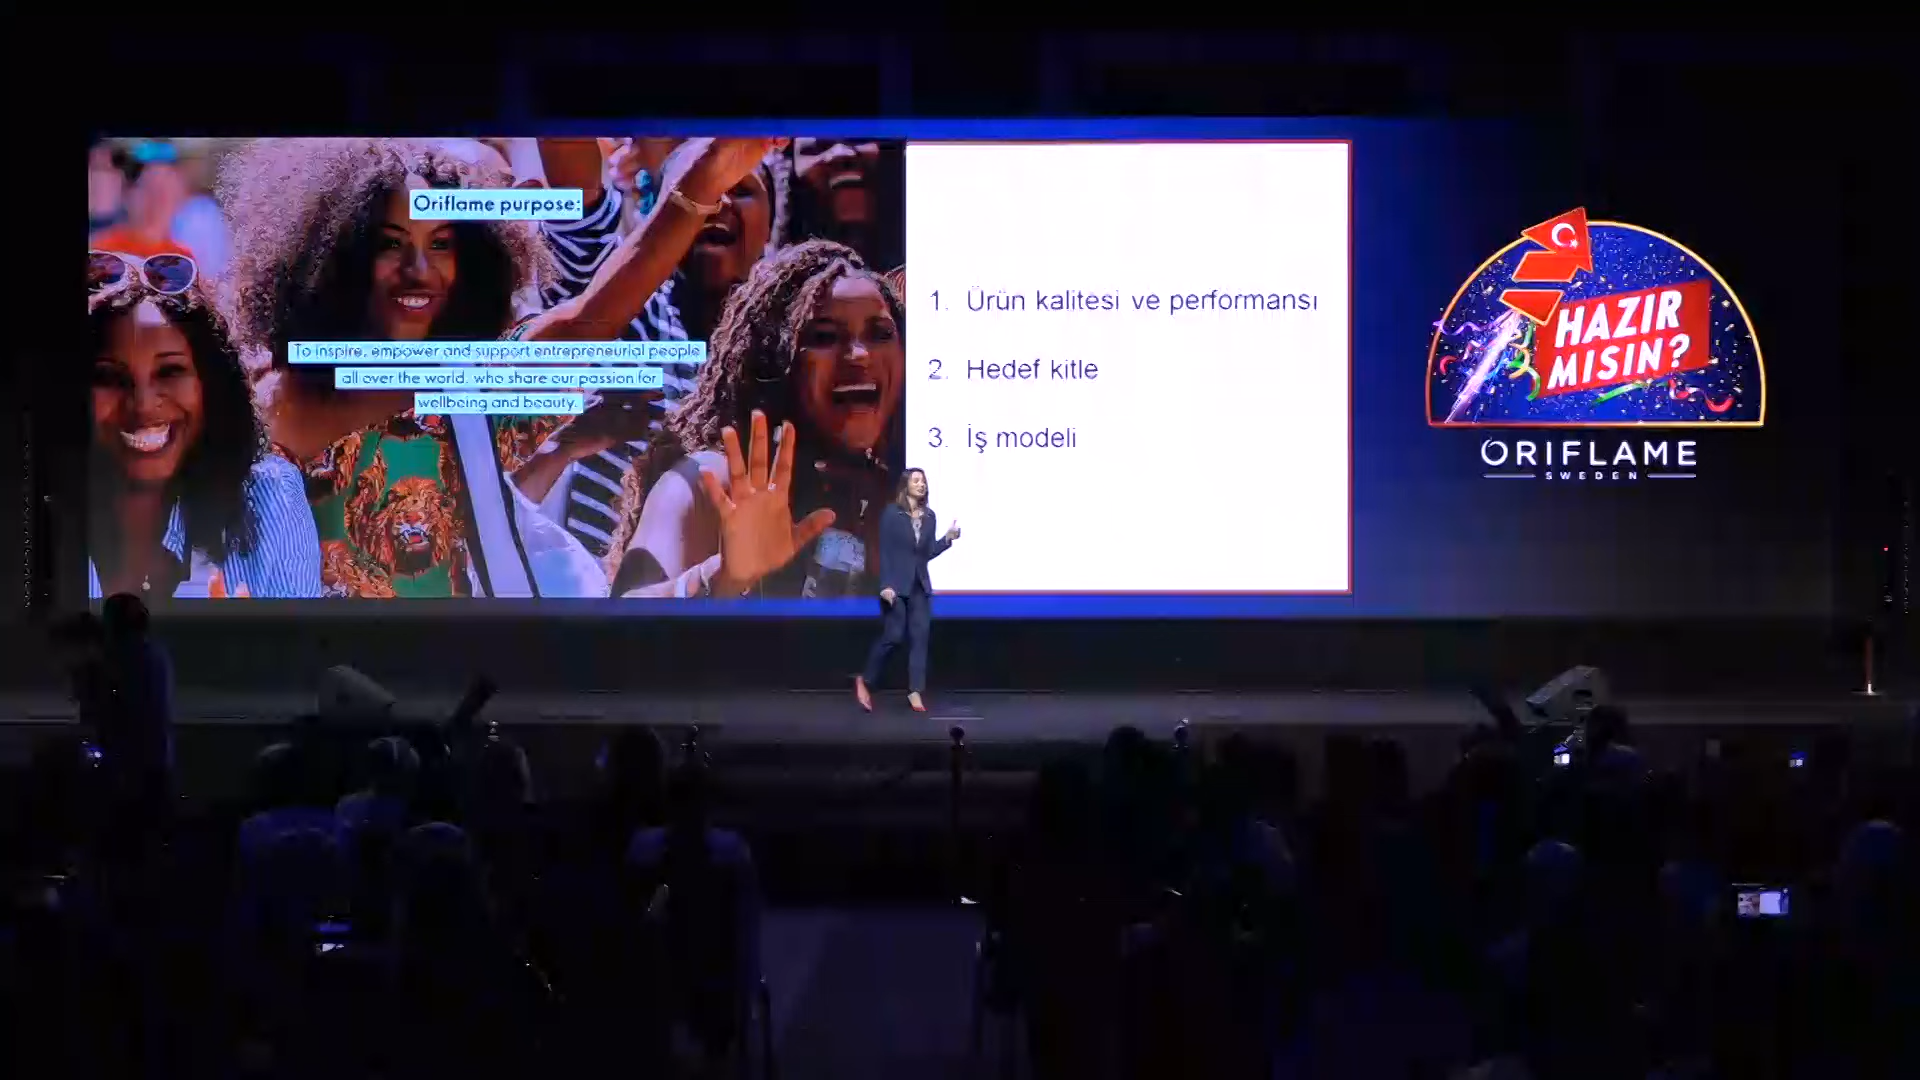 Oriflame purpose:
To inspire, empower and support entrepreneurial people
all over the world, who share our passion for
wellbeing and beauty.
1. Ürün kalitesi ve performansı
2. Hedef kitle
3. İş modeli
HAZIR
MISIN?
ORIFLAME
SWEDEN